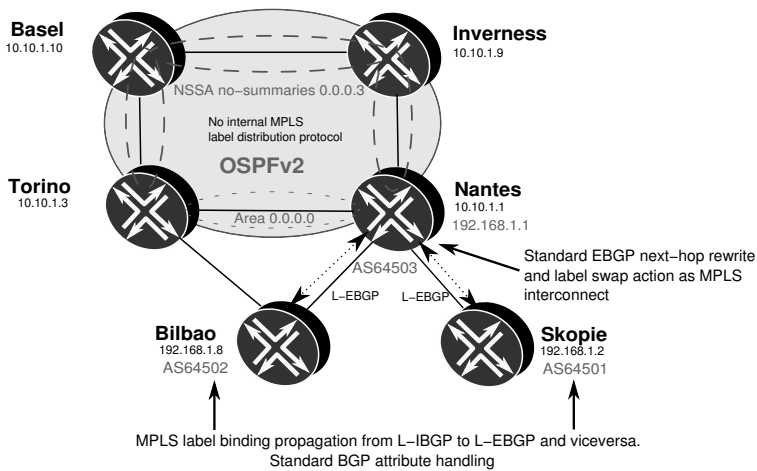 Basel
10.10.1.10
Inverness
10.10.1.9
NSSA no−summaries 0.0.0.3
No internal MPLS
label distribution protocol
OSPFv2
Torino
10.10.1.3
Nantes
10.10.1.1
192.168.1.1
Area 0.0.0.0
Standard EBGP next−hop rewrite
and label swap action as MPLS
interconnect
AS64503
L−EBGP
L−EBGP
Bilbao
192.168.1.8
AS64502
Skopie
192.168.1.2
AS64501
MPLS label binding propagation from L−IBGP to L−EBGP and viceversa.
Standard BGP attribute handling